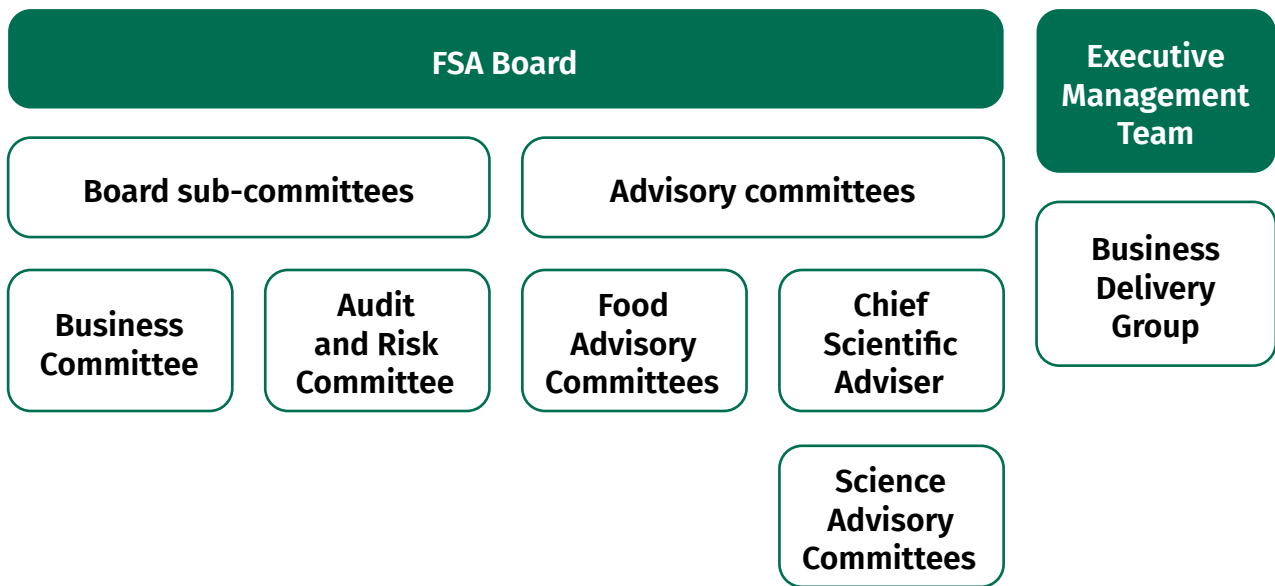 FSA Board
Executive
Management
Team
Board sub-committees
Advisory committees
Business
Delivery
Group
Business
Committee
Audit
and Risk
Committee
Food
Advisory
Committees
Chief
Scientific
Adviser
Science
Advisory
Committees